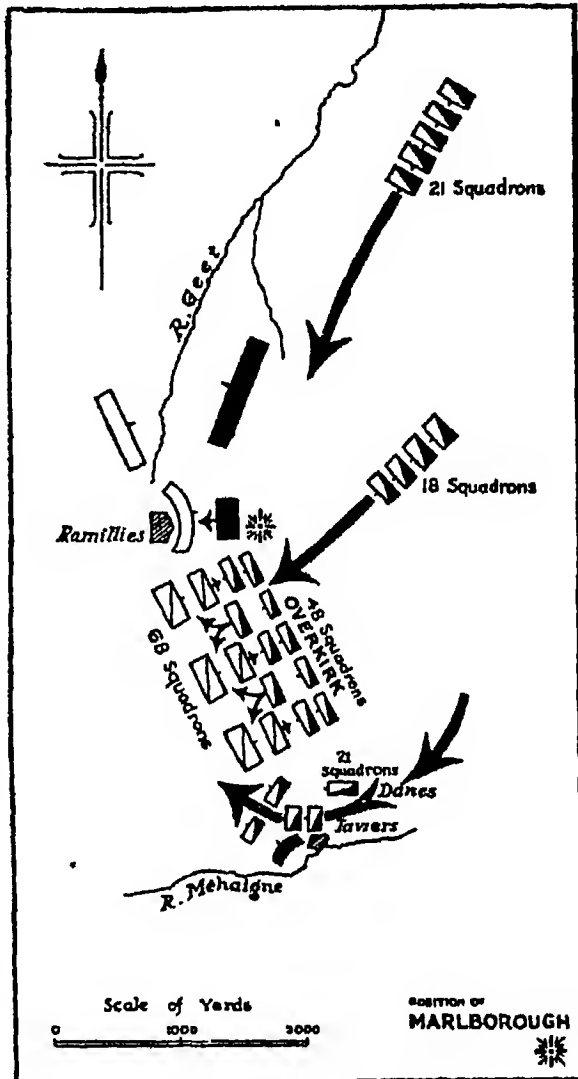 21 Squadrons
R. Geet
18 Squadrons
Ramillies
48 Squadrons
OVERKIRK
68 Squadrons
21
squadrons
Danes
Taviers
R. Méhaigne
Scale of Yards
0 1000 2000
POSITION OF
MARLBOROUGH